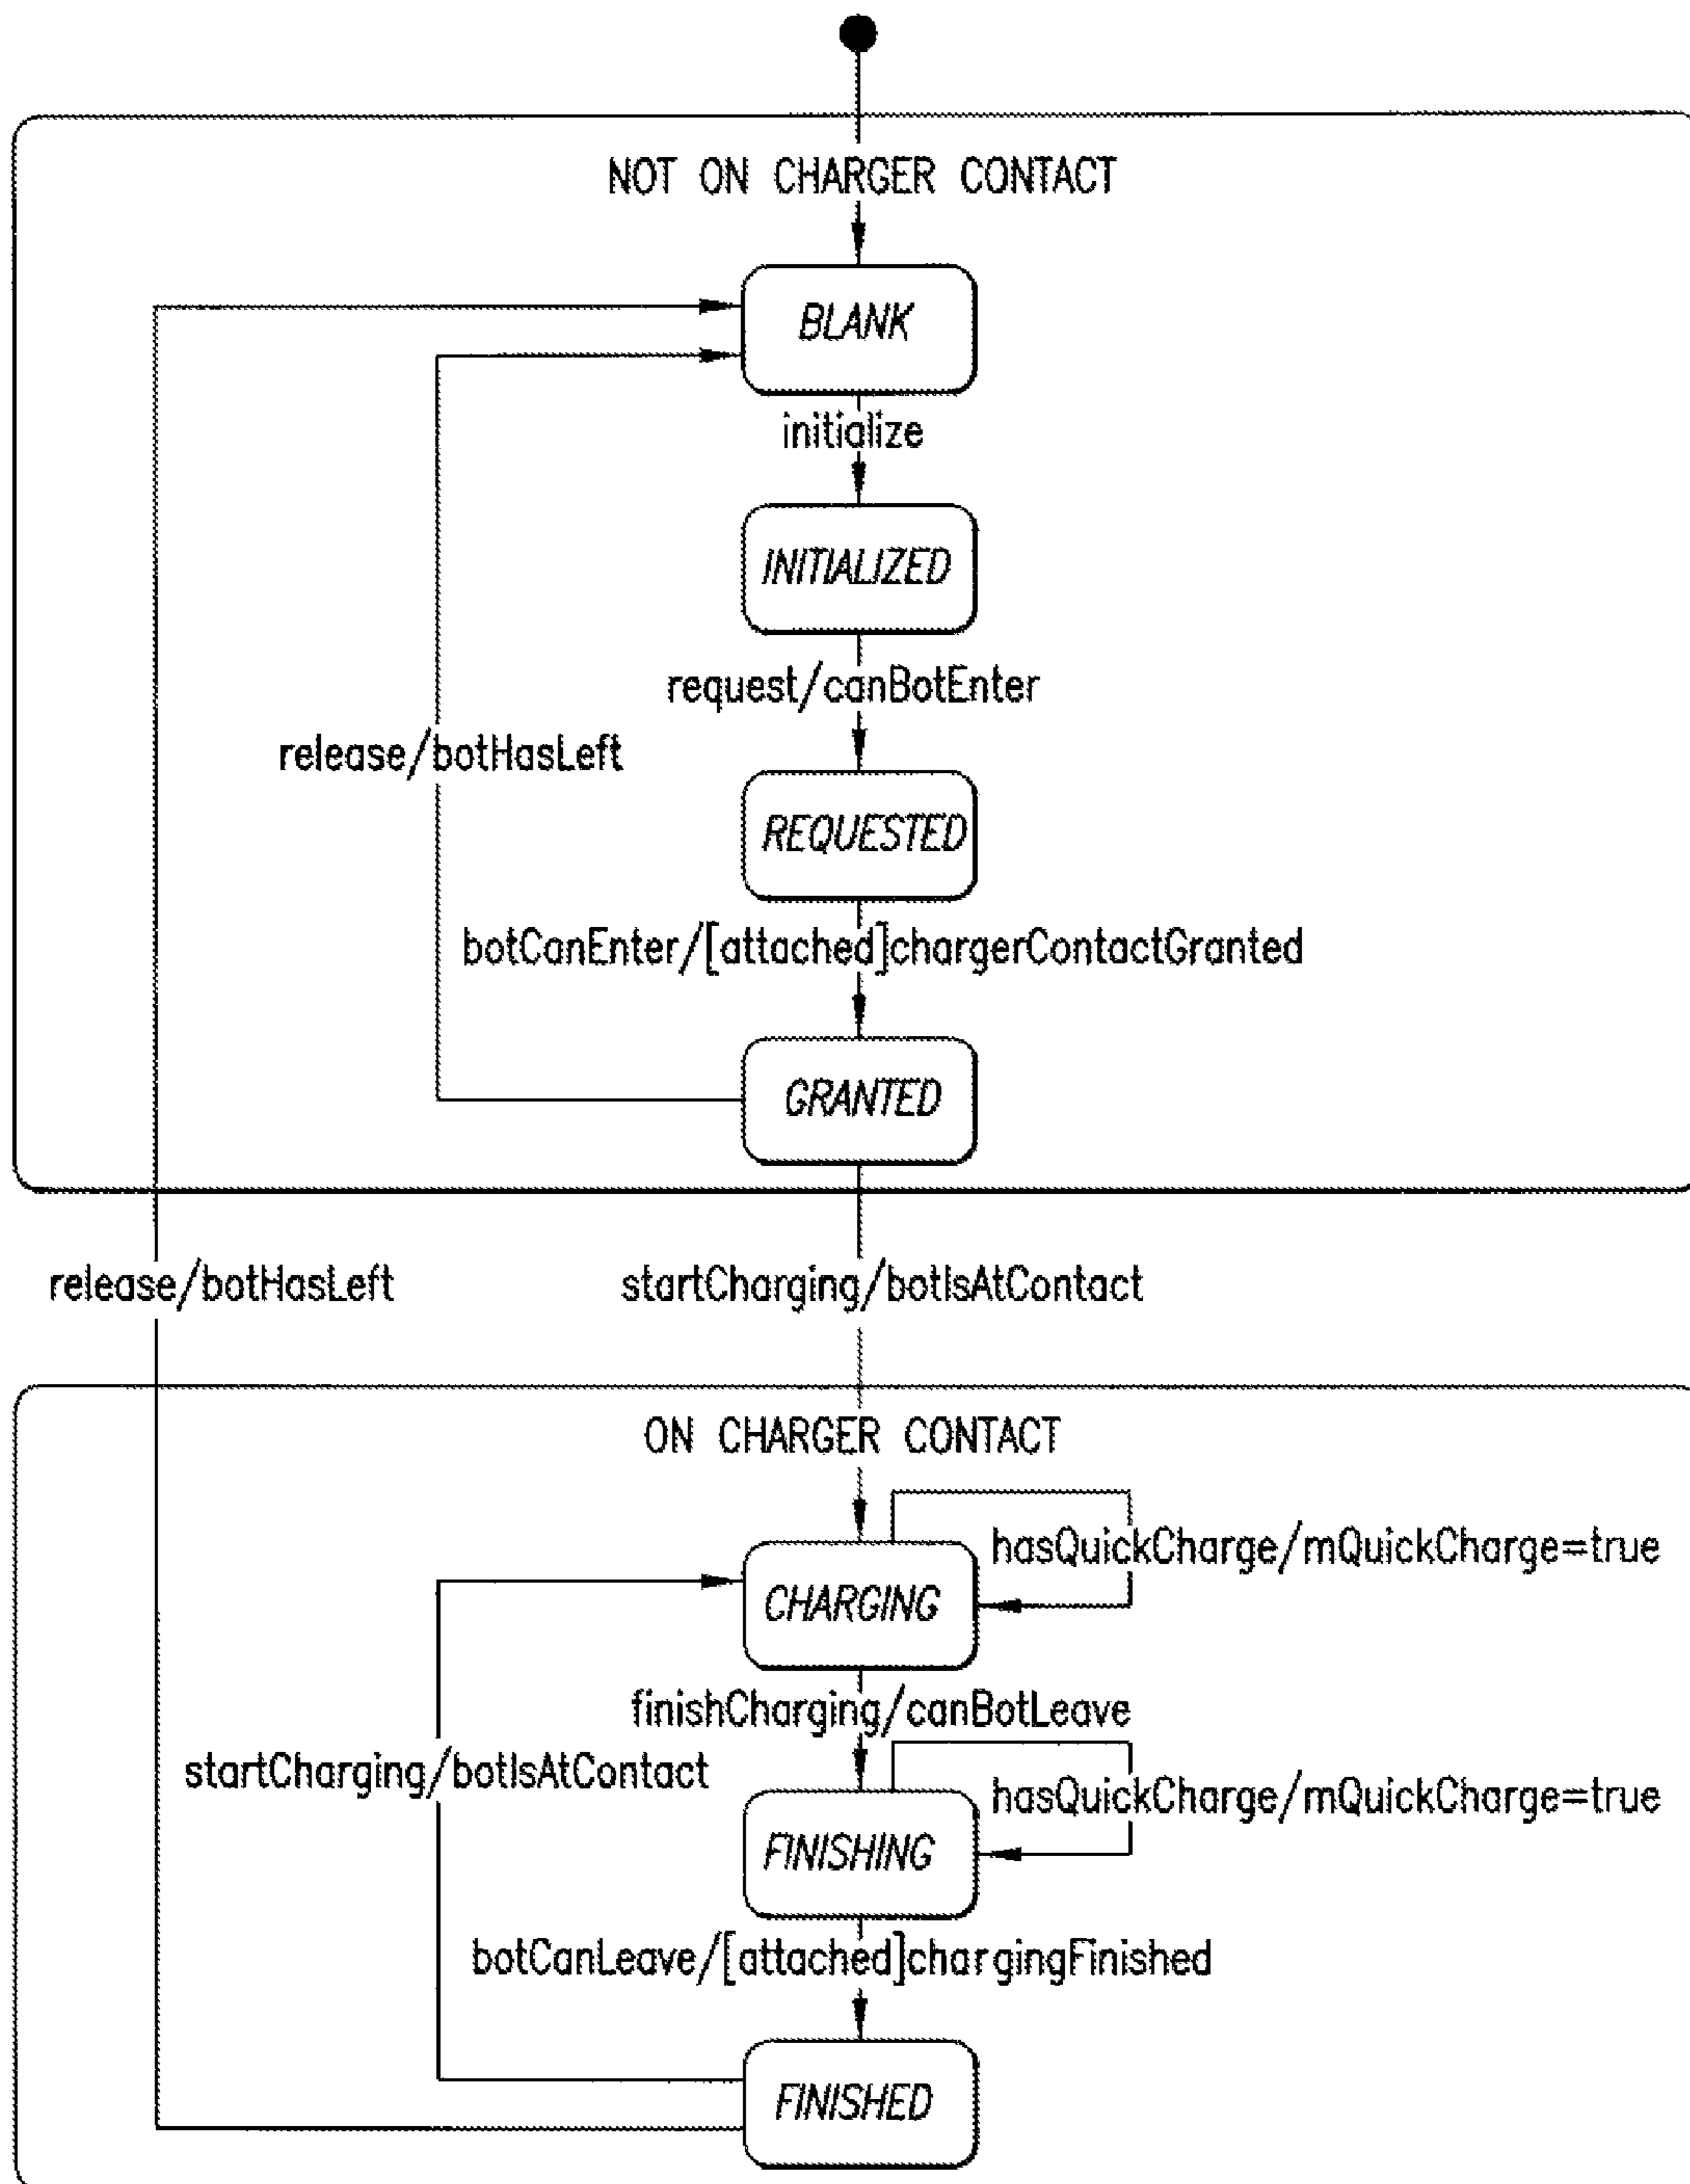 NOT ON CHARGER CONTACT
BLANK
initialize
INITIALIZED
request/canBotEnter
release/botHasLeft
REQUESTED
botCanEnter/[attached]chargerContactGranted
GRANTED
release/botHasLeft
startCharging/botIsAtContact
ON CHARGER CONTACT
hasQuickCharge/mQuickCharge=true
CHARGING
finishCharging/canBotLeave
startCharging/botIsAtContact
hasQuickCharge/mQuickCharge=true
FINISHING
botCanLeave/[attached]chargingFinished
FINISHED